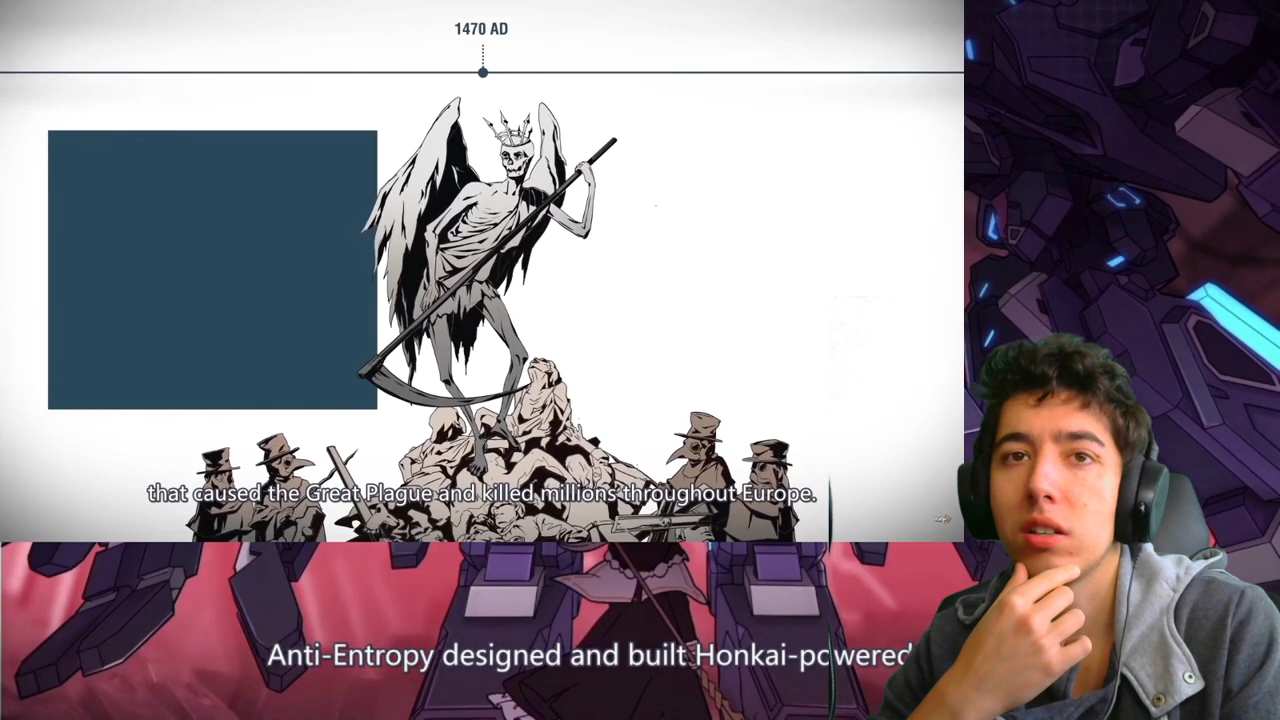 1470 AD
that caused the Great Plague and killed millions throughout Europe.
Anti-Entropy designed and built Honkai-powered